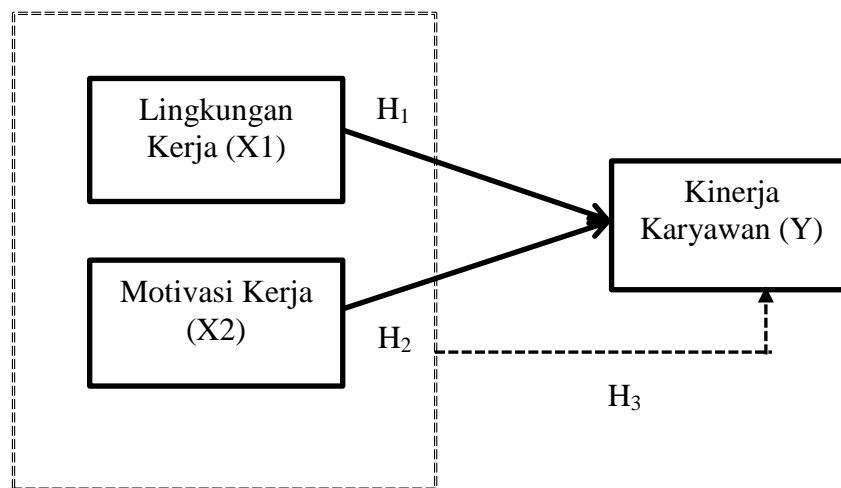 Lingkungan
Kerja (X1)
H₁
Kinerja
Karyawan (Y)
Motivasi Kerja
(X2)
H₂
H₃